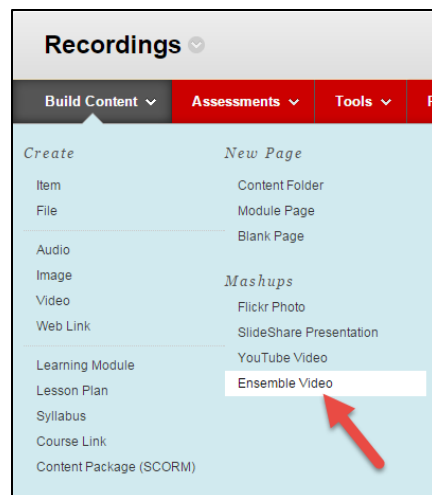 Recordings
Build Content
Assessments
Tools
Create
Item
File
Audio
Image
Video
Web Link
Learning Module
Lesson Plan
Syllabus
Course Link
Content Package (SCORM)
New Page
Content Folder
Module Page
Blank Page
Mashups
Flickr Photo
SlideShare Presentation
YouTube Video
Ensemble Video